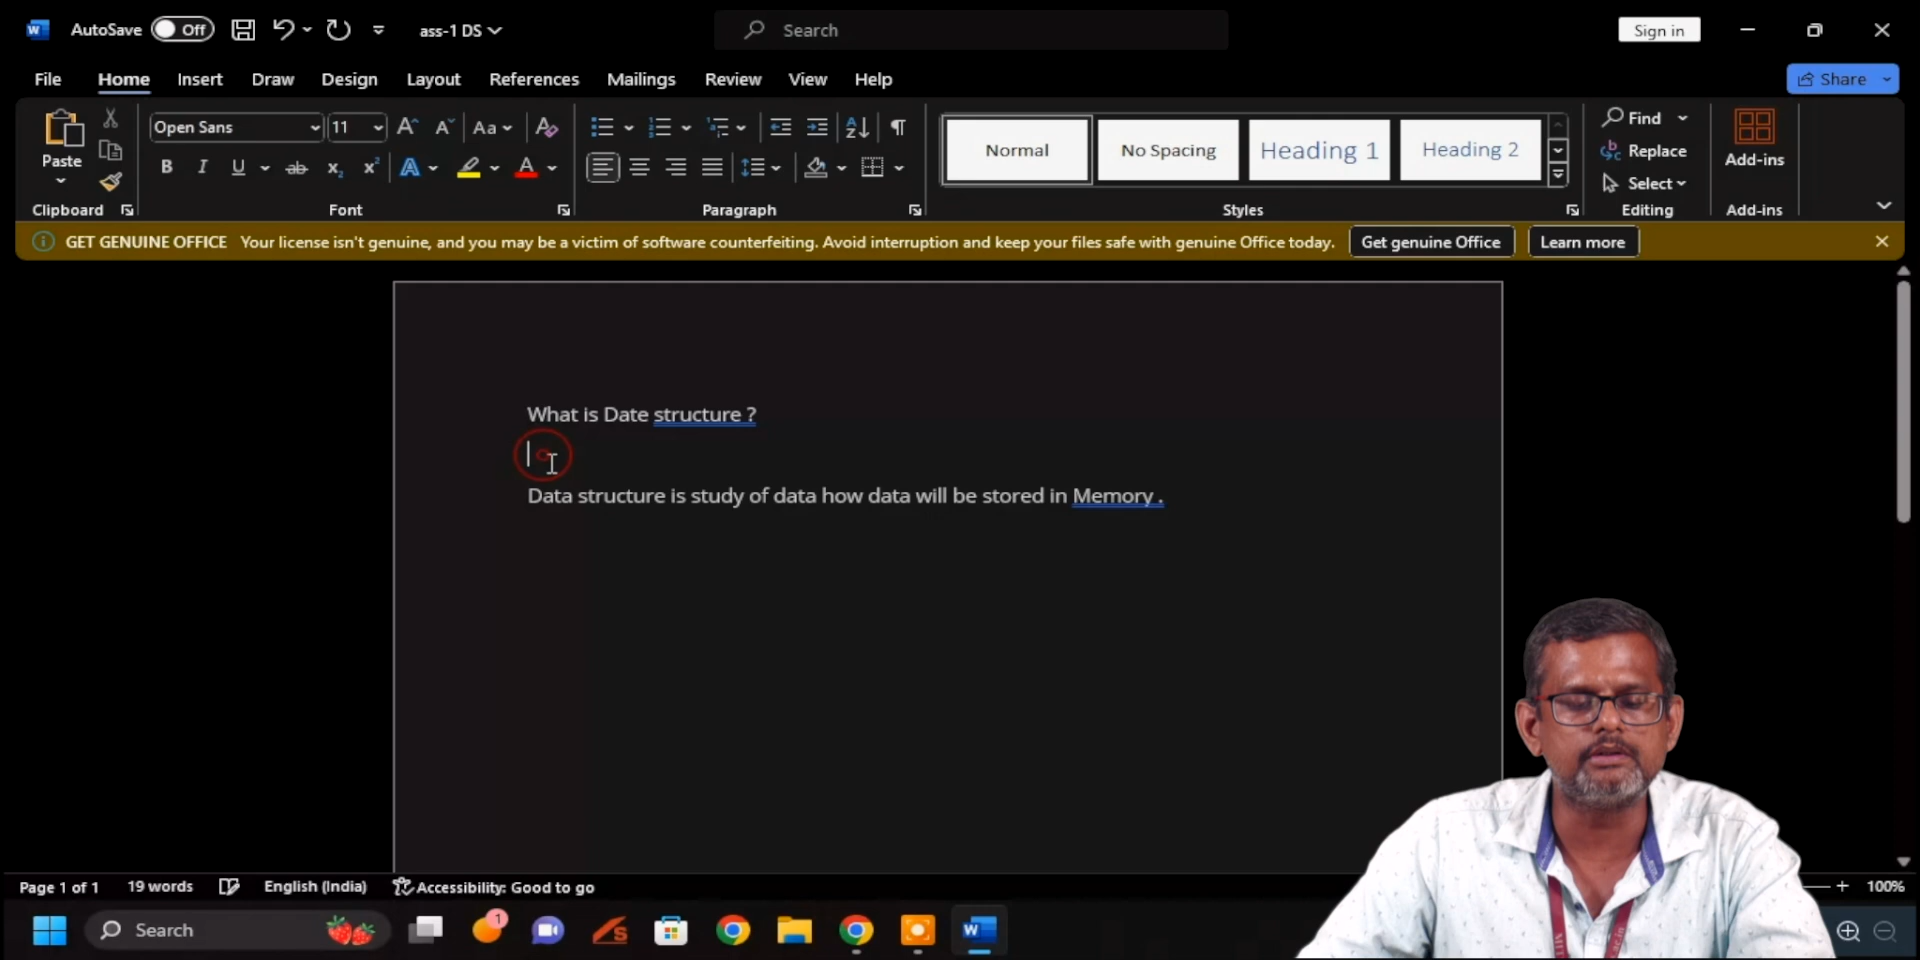 AutoSave Off ass-1 DS Search Sign in
File Home Insert Draw Design Layout References Mailings Review View Help Share
Paste
Open Sans 11 Aa
B I U ab x₂ x² A A
Normal No Spacing Heading 1 Heading 2
Find
Replace
Select
Add-ins
Clipboard Font Paragraph Styles Editing Add-ins
GET GENUINE OFFICE Your license isn't genuine, and you may be a victim of software counterfeiting. Avoid interruption and keep your files safe with genuine Office today. Get genuine Office Learn more
What is Date structure ?
Data structure is study of data how data will be stored in Memory .
Page 1 of 1 19 words English (India) Accessibility: Good to go 100%
Search 1